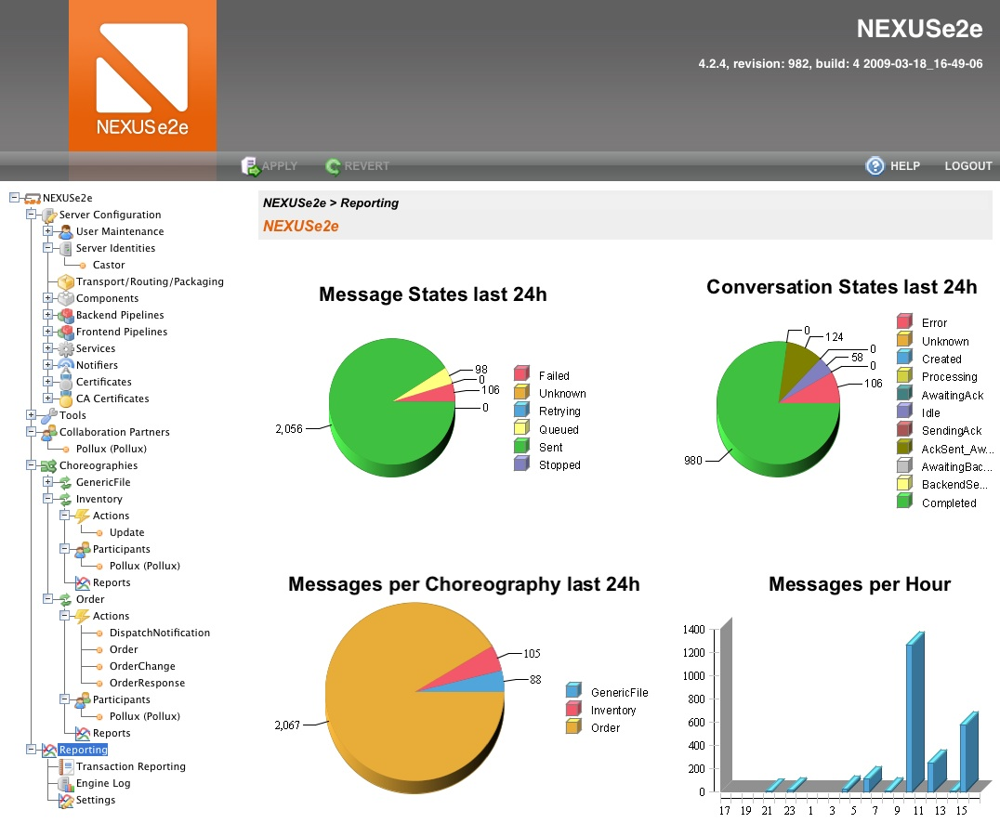 NEXUSe2e
4.2.4, revision: 982, build: 4 2009-03-18_16-49-06
NEXUSe2e
APPLY
REVERT
HELP
LOGOUT
NEXUSe2e
Server Configuration
User Maintenance
Server Identities
Castor
Transport/Routing/Packaging
Components
Backend Pipelines
Frontend Pipelines
Services
Notifiers
Certificates
CA Certificates
Tools
Collaboration Partners
Pollux (Pollux)
Choreographies
GenericFile
Inventory
Actions
Update
Participants
Pollux (Pollux)
Reports
Order
Actions
DispatchNotification
Order
OrderChange
OrderResponse
Participants
Pollux (Pollux)
Reports
Reporting
Transaction Reporting
Engine Log
Settings
NEXUSe2e > Reporting
NEXUSe2e
Message States last 24h
98
0
106
0
2,056
Failed
Unknown
Retrying
Queued
Sent
Stopped
Conversation States last 24h
0
124
0
58
0
106
980
Error
Unknown
Created
Processing
AwaitingAck
Idle
SendingAck
AckSent_Aw...
AwaitingBac...
BackendSe...
Completed
Messages per Choreography last 24h
105
88
2,067
GenericFile
Inventory
Order
Messages per Hour
1400
1200
1000
800
600
400
200
0
17 19 21 23 1 3 5 7 9 11 13 15